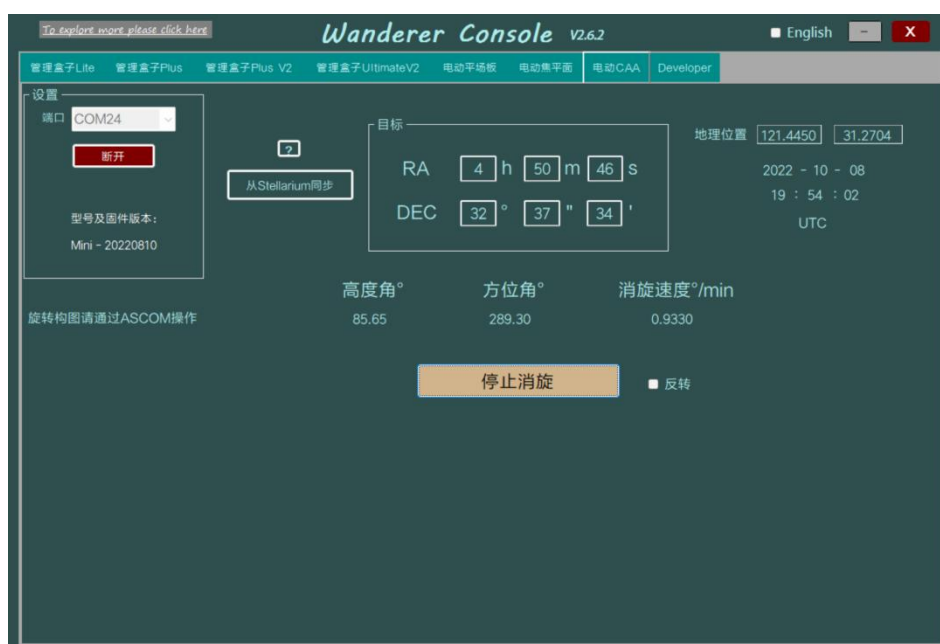 To explore more please click here
Wanderer Console V2.6.2
English
－ X
管理盒子Lite 管理盒子Plus 管理盒子Plus V2 管理盒子UltimateV2 电动平场板 电动焦平面 电动CAA Developer
设置
端口 COM24
断开
型号及固件版本：
Mini - 20220810
?
从Stellarium同步
目标
RA 4 h 50 m 46 s
DEC 32 ° 37 " 34 '
地理位置 121.4450 31.2704
2022 - 10 - 08
19 : 54 : 02
UTC
旋转构图请通过ASCOM操作
高度角° 方位角° 消旋速度°/min
85.65 289.30 0.9330
停止消旋 反转